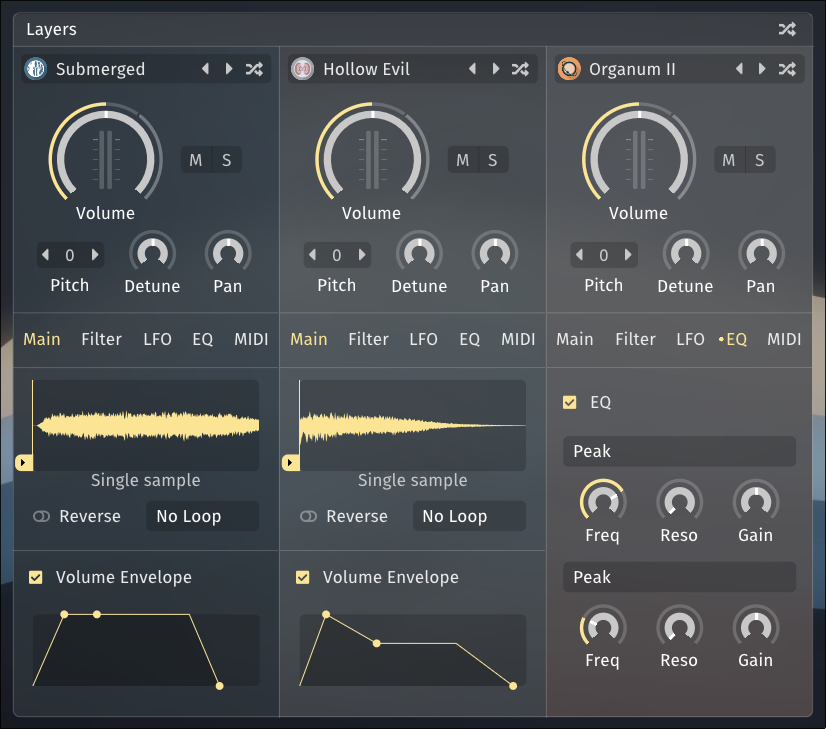 Layers
Submerged
Hollow Evil
Organum II
M S
M S
M S
Volume
Volume
Volume
0
0
0
Pitch Detune Pan
Pitch Detune Pan
Pitch Detune Pan
Main Filter LFO EQ MIDI
Main Filter LFO EQ MIDI
Main Filter LFO •EQ MIDI
Single sample
Reverse No Loop
Volume Envelope
Single sample
Reverse No Loop
Volume Envelope
EQ
Peak
Freq Reso Gain
Peak
Freq Reso Gain